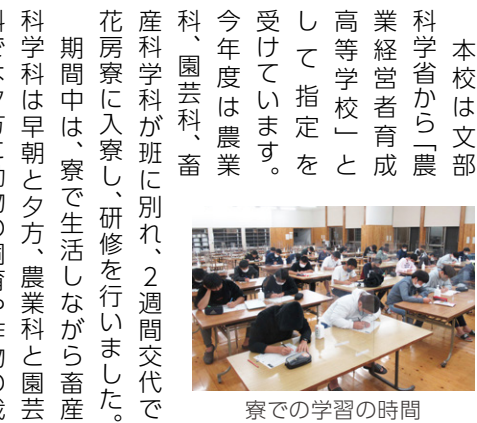 本校は文部
科学省から「農
業経営者育成
高等学校」と
して指定を
受けています。
今年度は農業
科、園芸科、畜
産科学科が班に別れ、2週間交代で
花房寮に入寮し、研修を行いました。
期間中は、寮で生活しながら畜産
科学科は早朝と夕方、農業科と園芸
寮での学習の時間